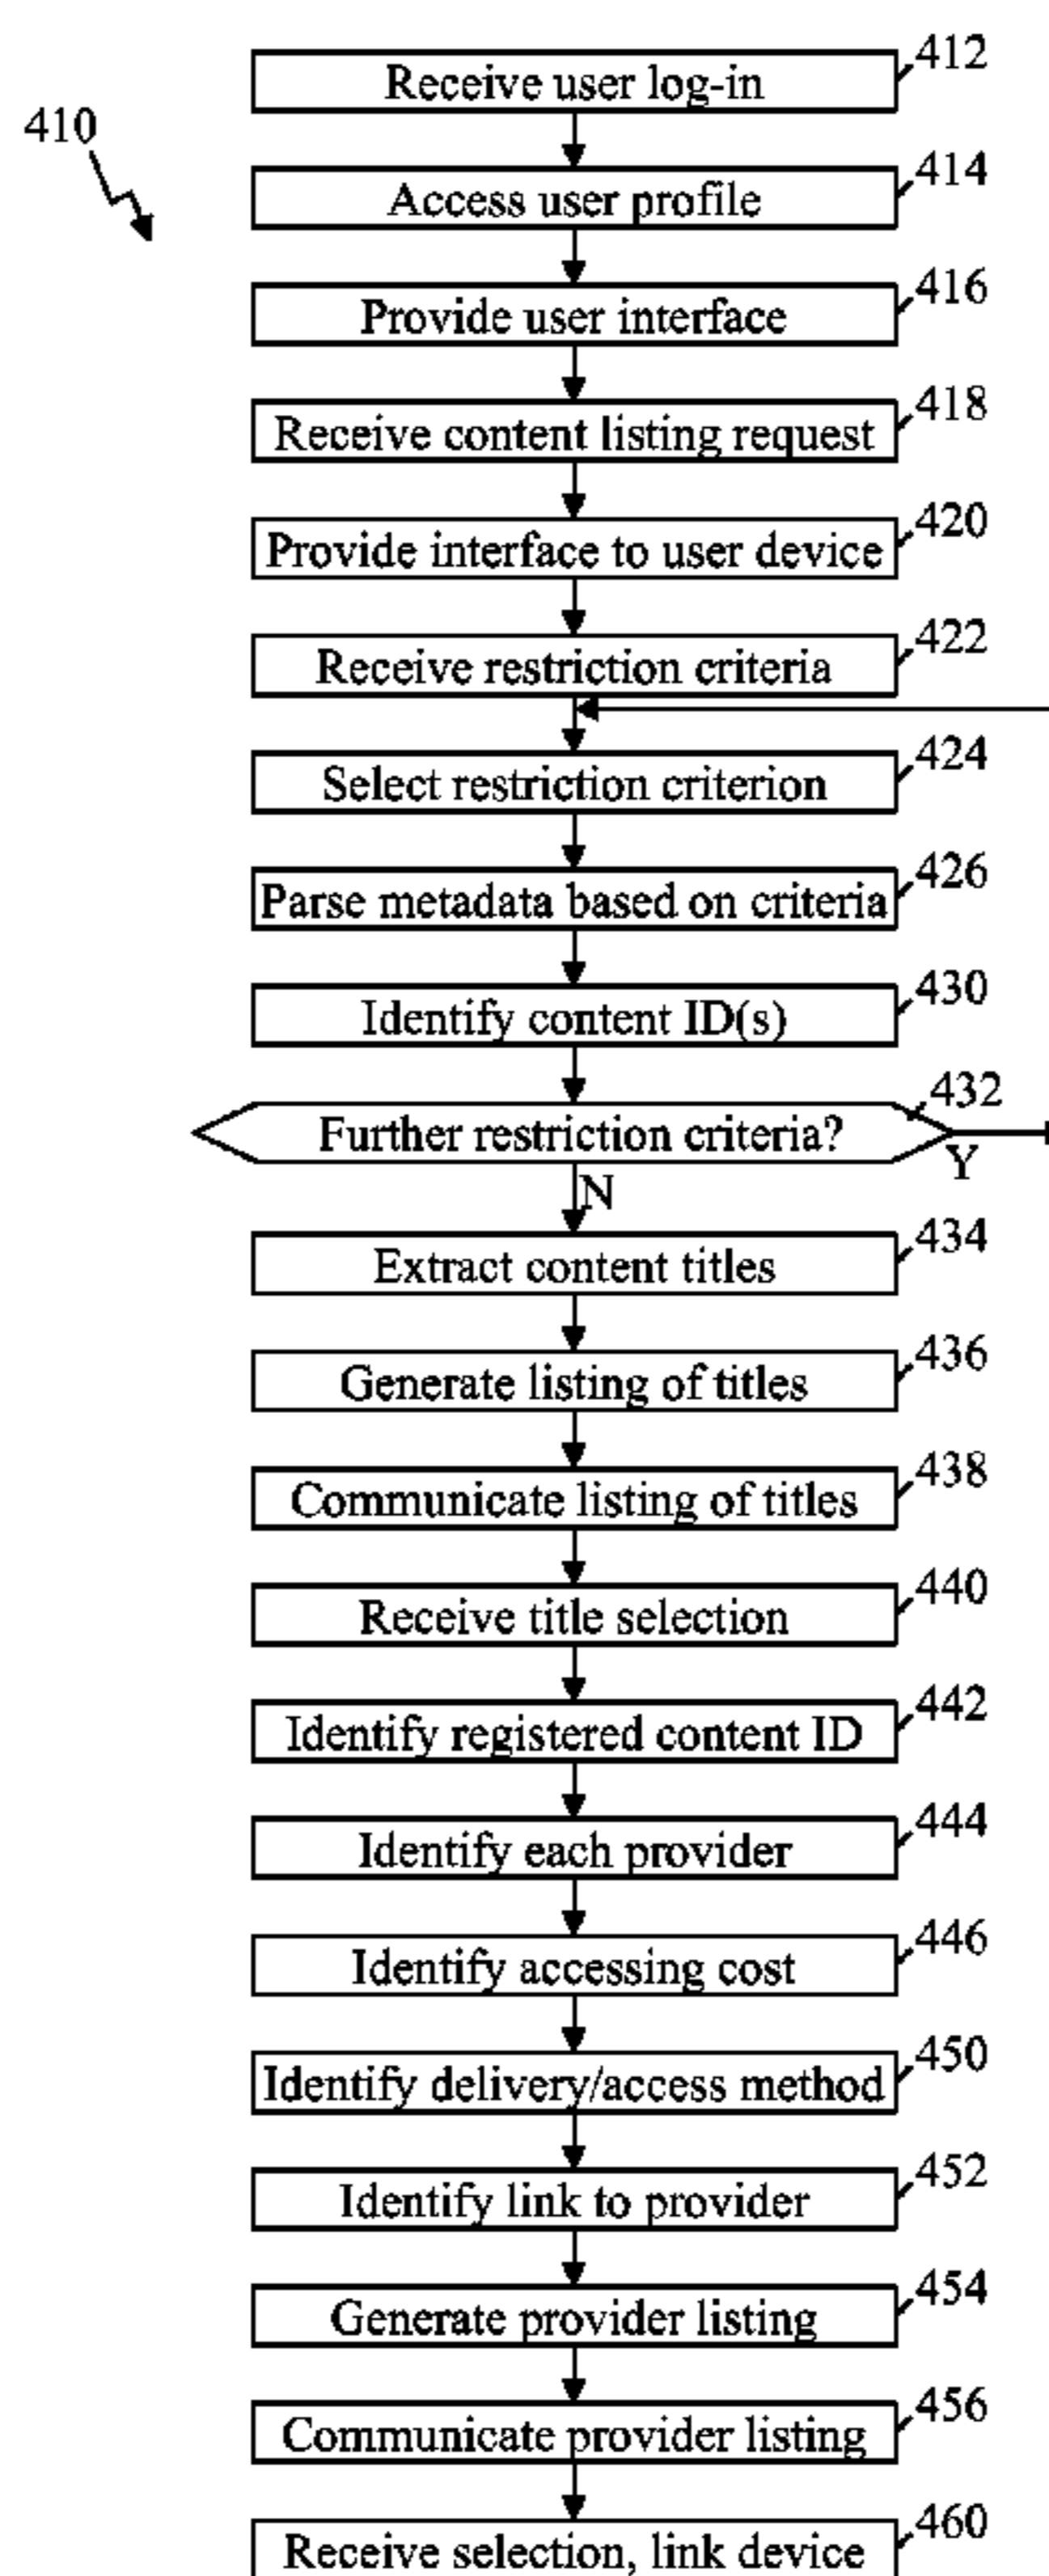 412
Receive user log-in
410
414
Access user profile
416
Provide user interface
418
Receive content listing request
420
Provide interface to user device
422
Receive restriction criteria
424
Select restriction criterion
426
Parse metadata based on criteria
430
Identify content ID(s)
432
Further restriction criteria?
Y
N
434
Extract content titles
436
Generate listing of titles
438
Communicate listing of titles
440
Receive title selection
442
Identify registered content ID
444
Identify each provider
446
Identify accessing cost
450
Identify delivery/access method
452
Identify link to provider
454
Generate provider listing
456
Communicate provider listing
460
Receive selection, link device